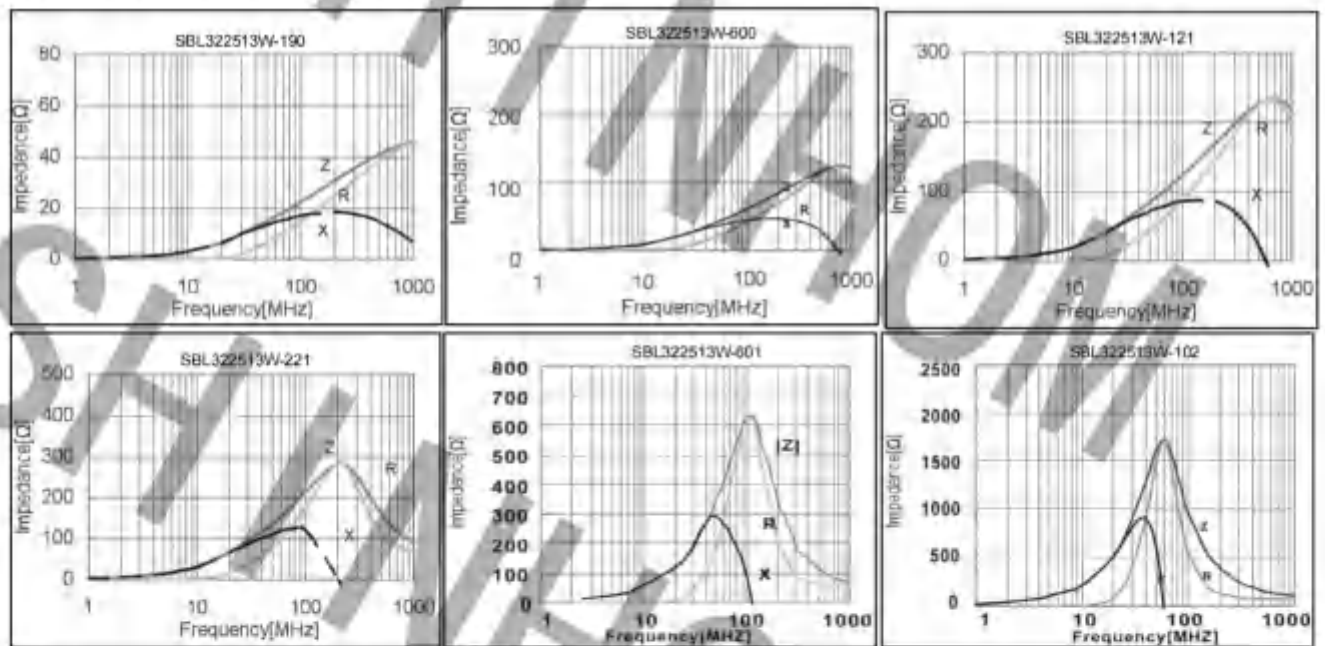 SBL322513W-190
80
60
40
20
0
Impedance[Ω]
Z
R
X
1 10 100 1000
Frequency[MHz]
SBL322513W-600
300
200
100
0
Impedance[Ω]
Z
R
x
1 10 100 1000
Frequency[MHz]
SBL322513W-121
300
200
100
0
Impedance[Ω]
Z
R
X
1 10 100 1000
Frequency[MHz]
SBL322513W-221
500
400
300
200
100
0
Impedance[Ω]
Z
R
X
1 10 100 1000
Frequency[MHz]
SBL322513W-601
800
700
600
500
400
300
200
100
0
Impedance[Ω]
|Z|
R
X
1 10 100 1000
Frequency[MHZ]
SBL322513W-102
2500
2000
1500
1000
500
0
Impedance[Ω]
Z
R
1 10 100 1000
Frequency[MHZ]